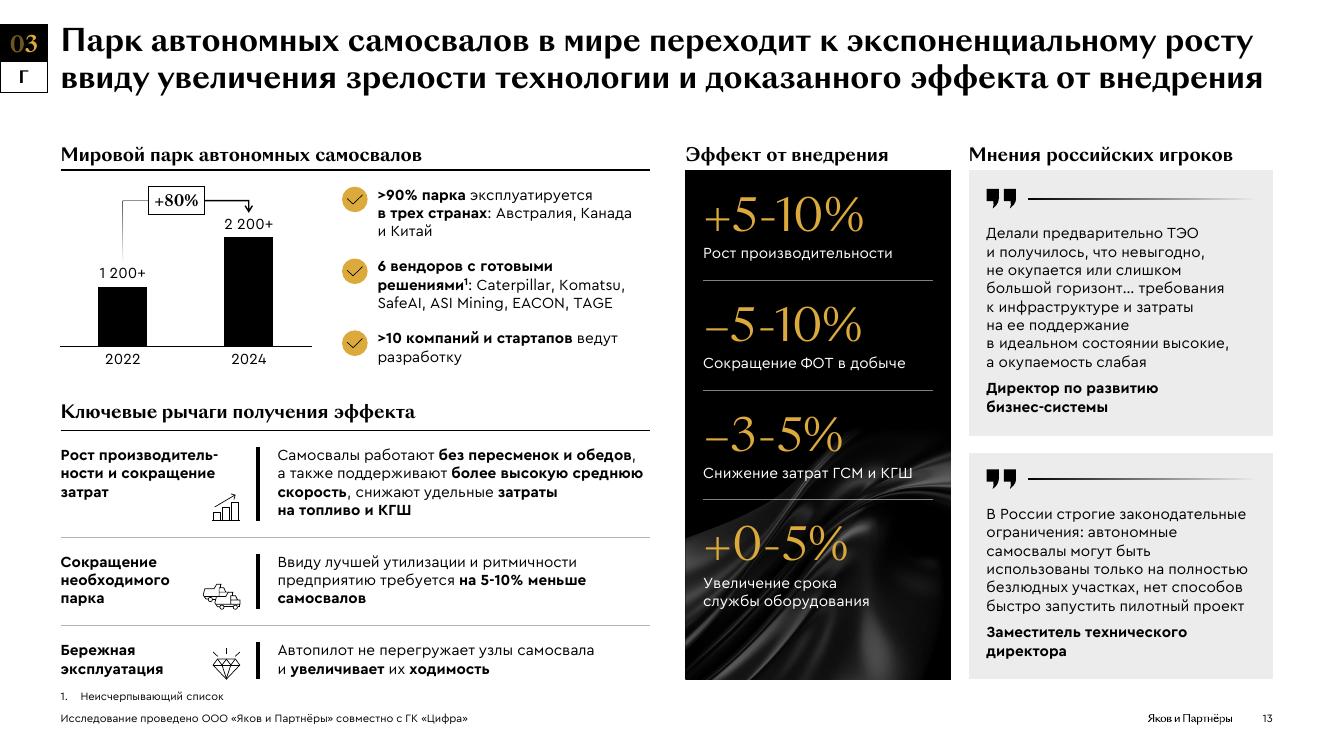 03
Г
Парк автономных самосвалов в мире переходит к экспоненциальному росту
ввиду увеличения зрелости технологии и доказанного эффекта от внедрения
Мировой парк автономных самосвалов
+80%
2 200+
1 200+
2022
2024
>90% парка эксплуатируется
в трех странах: Австралия, Канада
и Китай
6 вендоров с готовыми
решениями¹: Caterpillar, Komatsu,
SafeAI, ASI Mining, EACON, TAGE
>10 компаний и стартапов ведут
разработку
Ключевые рычаги получения эффекта
Рост производитель-
ности и сокращение
затрат
Самосвалы работают без пересменок и обедов,
а также поддерживают более высокую среднюю
скорость, снижают удельные затраты
на топливо и КГШ
Сокращение
необходимого
парка
Ввиду лучшей утилизации и ритмичности
предприятию требуется на 5-10% меньше
самосвалов
Бережная
эксплуатация
Автопилот не перегружает узлы самосвала
и увеличивает их ходимость
Эффект от внедрения
+5-10%
Рост производительности
–5-10%
Сокращение ФОТ в добыче
–3-5%
Снижение затрат ГСМ и КГШ
+0-5%
Увеличение срока
службы оборудования
Мнения российских игроков
Делали предварительно ТЭО
и получилось, что невыгодно,
не окупается или слишком
большой горизонт... требования
к инфраструктуре и затраты
на ее поддержание
в идеальном состоянии высокие,
а окупаемость слабая
Директор по развитию
бизнес-системы
В России строгие законодательные
ограничения: автономные
самосвалы могут быть
использованы только на полностью
безлюдных участках, нет способов
быстро запустить пилотный проект
Заместитель технического
директора
1. Неисчерпывающий список
Исследование проведено ООО «Яков и Партнёры» совместно с ГК «Цифра»
Яков и Партнёры
13